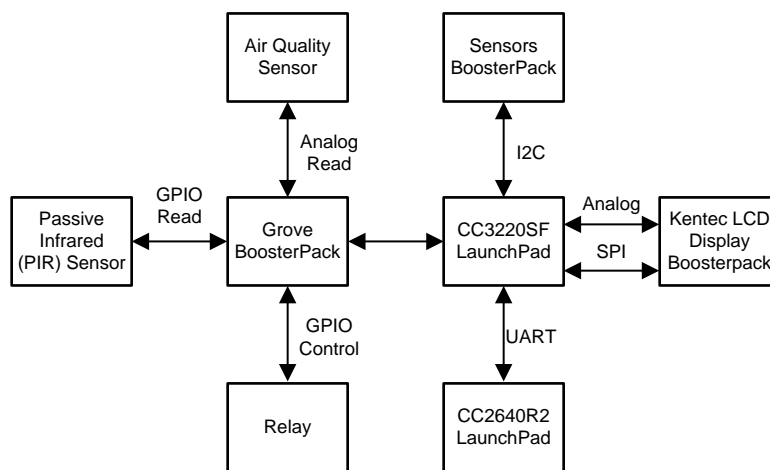 Air Quality
Sensor
Sensors
BoosterPack
Analog
Read
I2C
GPIO
Read
Analog
Passive
Infrared
(PIR) Sensor
Grove
BoosterPack
CC3220SF
LaunchPad
SPI
Kentec LCD
Display
Boosterpack
GPIO
Control
UART
Relay
CC2640R2
LaunchPad